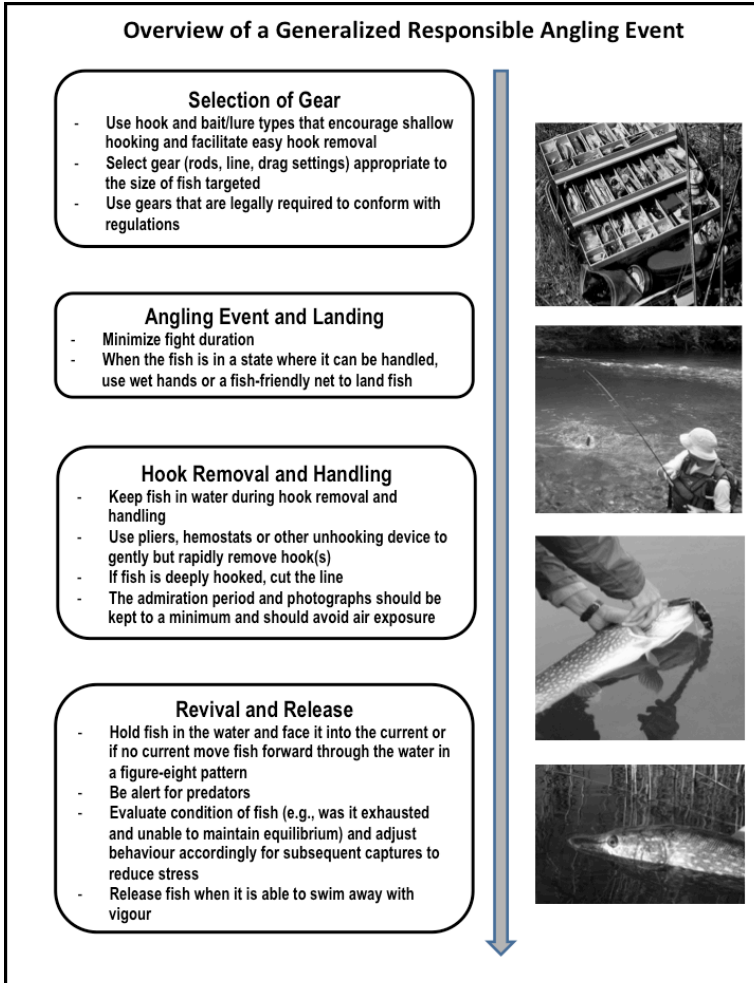 Overview of a Generalized Responsible Angling Event
Selection of Gear
- Use hook and bait/lure types that encourage shallow
hooking and facilitate easy hook removal
- Select gear (rods, line, drag settings) appropriate to
the size of fish targeted
- Use gears that are legally required to conform with
regulations
Angling Event and Landing
- Minimize fight duration
- When the fish is in a state where it can be handled,
use wet hands or a fish-friendly net to land fish
Hook Removal and Handling
- Keep fish in water during hook removal and
handling
- Use pliers, hemostats or other unhooking device to
gently but rapidly remove hook(s)
- If fish is deeply hooked, cut the line
- The admiration period and photographs should be
kept to a minimum and should avoid air exposure
Revival and Release
- Hold fish in the water and face it into the current or
if no current move fish forward through the water in
a figure-eight pattern
- Be alert for predators
- Evaluate condition of fish (e.g., was it exhausted
and unable to maintain equilibrium) and adjust
behaviour accordingly for subsequent captures to
reduce stress
- Release fish when it is able to swim away with
vigour